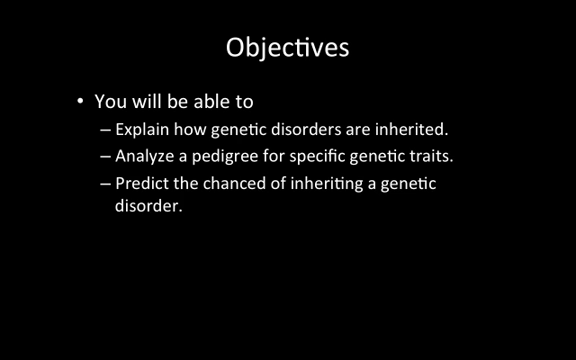 Objectives
• You will be able to
– Explain how genetic disorders are inherited.
– Analyze a pedigree for specific genetic traits.
– Predict the chanced of inheriting a genetic
disorder.